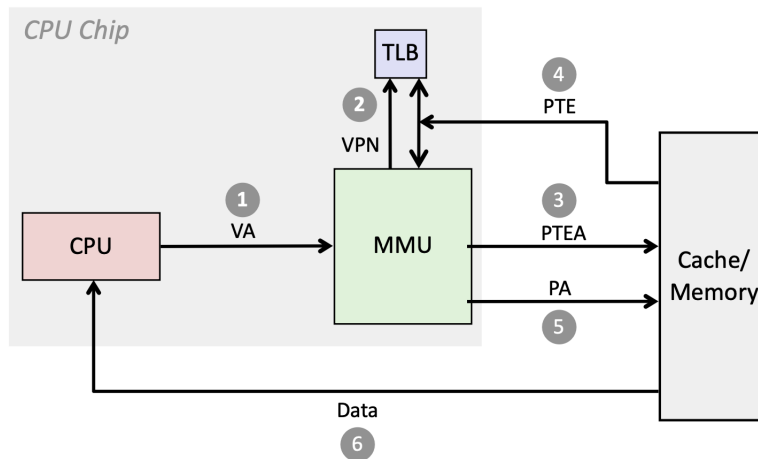 CPU Chip
TLB
4
PTE
2
VPN
1
VA
3
PTEA
CPU
MMU
Cache/
Memory
PA
5
Data
6